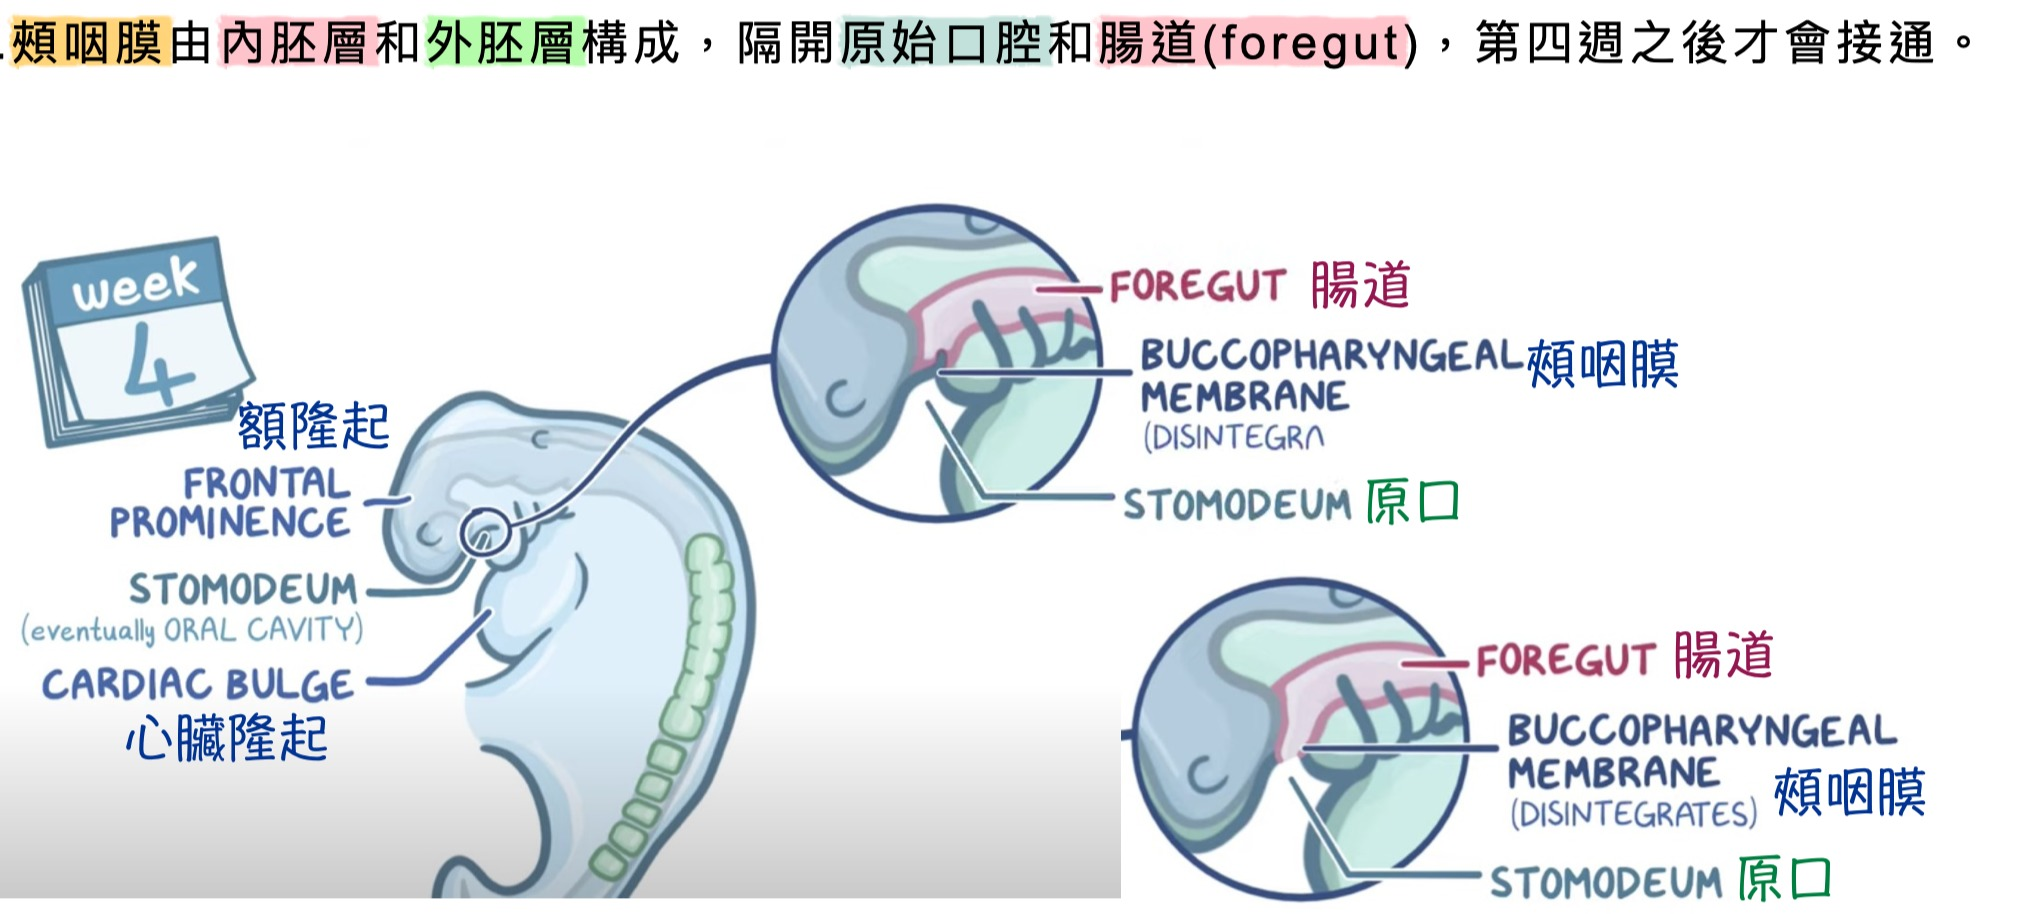 頰咽膜由內胚層和外胚層構成，隔開原始口腔和腸道(foregut)，第四週之後才會接通。
week
4
額隆起
FRONTAL
PROMINENCE
STOMODEUM
(eventually ORAL CAVITY)
CARDIAC BULGE
心臟隆起
FOREGUT 腸道
BUCCOPHARYNGEAL 頰咽膜
MEMBRANE
(DISINTEGRA
STOMODEUM 原口
FOREGUT 腸道
BUCCOPHARYNGEAL
MEMBRANE
(DISINTEGRATES) 頰咽膜
STOMODEUM 原口